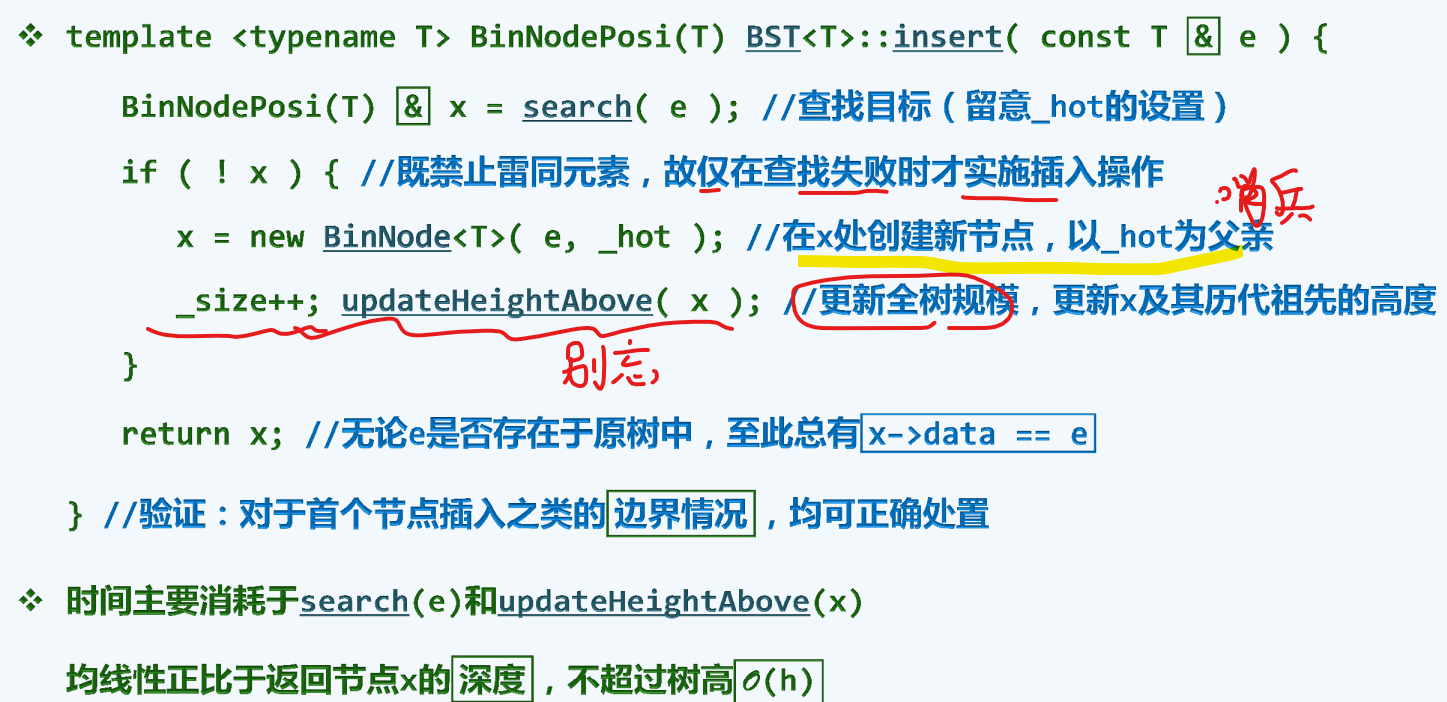 ❖ template <typename T> BinNodePosi(T) BST<T>::insert( const T & e ) {
BinNodePosi(T) & x = search( e ); //查找目标（留意_hot的设置）
if ( ! x ) { //既禁止雷同元素，故仅在查找失败时才实施插入操作
哨兵
x = new BinNode<T>( e, _hot ); //在x处创建新节点，以_hot为父亲
_size++; updateHeightAbove( x ); //更新全树规模，更新x及其历代祖先的高度
别忘
}
return x; //无论e是否存在于原树中，至此总有x->data == e
} //验证：对于首个节点插入之类的边界情况，均可正确处置
❖ 时间主要消耗于search(e)和updateHeightAbove(x)
均线性正比于返回节点x的深度，不超过树高O(h)